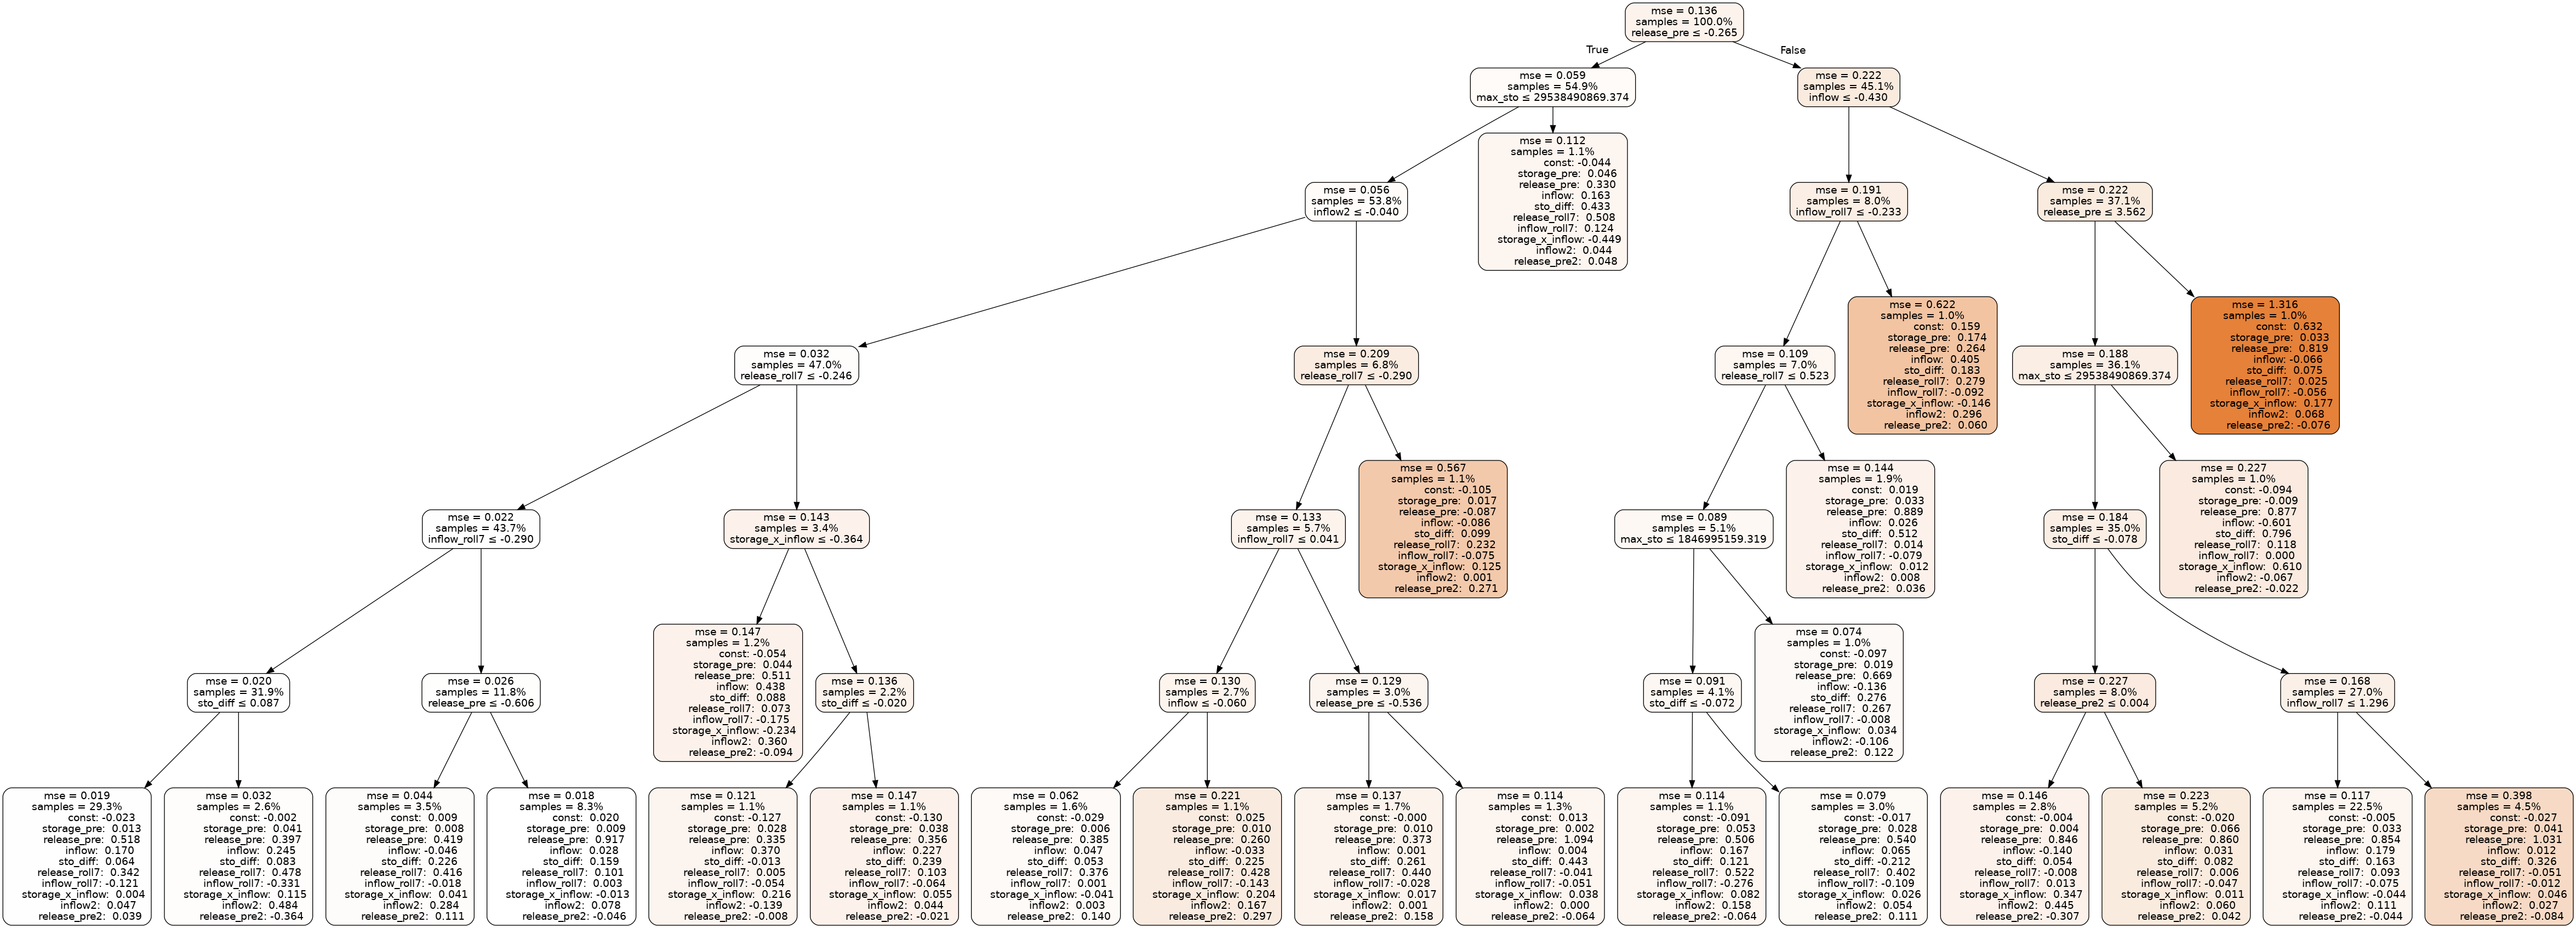 mse = 0.136
samples = 100.0%
release_pre ≤ -0.265
True
False
mse = 0.059
samples = 54.9%
max_sto ≤ 29538490869.374
mse = 0.222
samples = 45.1%
inflow ≤ -0.430
mse = 0.112
samples = 1.1%
const: -0.044
storage_pre: 0.046
release_pre: 0.330
inflow: 0.163
sto_diff: 0.433
release_roll7: 0.508
inflow_roll7: 0.124
storage_x_inflow: -0.449
inflow2: 0.044
release_pre2: 0.048
mse = 0.056
samples = 53.8%
inflow2 ≤ -0.040
mse = 0.191
samples = 8.0%
inflow_roll7 ≤ -0.233
mse = 0.222
samples = 37.1%
release_pre ≤ 3.562
mse = 0.622
samples = 1.0%
const: 0.159
storage_pre: 0.174
release_pre: 0.264
inflow: 0.405
sto_diff: 0.183
release_roll7: 0.279
inflow_roll7: -0.092
storage_x_inflow: -0.146
inflow2: 0.296
release_pre2: 0.060
mse = 1.316
samples = 1.0%
const: 0.632
storage_pre: 0.033
release_pre: 0.819
inflow: -0.066
sto_diff: 0.075
release_roll7: 0.025
inflow_roll7: -0.056
storage_x_inflow: 0.177
inflow2: 0.068
release_pre2: -0.076
mse = 0.032
samples = 47.0%
release_roll7 ≤ -0.246
mse = 0.209
samples = 6.8%
release_roll7 ≤ -0.290
mse = 0.109
samples = 7.0%
release_roll7 ≤ 0.523
mse = 0.188
samples = 36.1%
max_sto ≤ 29538490869.374
mse = 0.567
samples = 1.1%
const: -0.105
storage_pre: 0.017
release_pre: -0.087
inflow: -0.086
sto_diff: 0.099
release_roll7: 0.232
inflow_roll7: -0.075
storage_x_inflow: 0.125
inflow2: 0.001
release_pre2: 0.271
mse = 0.144
samples = 1.9%
const: 0.019
storage_pre: 0.033
release_pre: 0.889
inflow: 0.026
sto_diff: 0.512
release_roll7: 0.014
inflow_roll7: -0.079
storage_x_inflow: 0.012
inflow2: 0.008
release_pre2: 0.036
mse = 0.227
samples = 1.0%
const: -0.094
storage_pre: -0.009
release_pre: 0.877
inflow: -0.601
sto_diff: 0.796
release_roll7: 0.118
inflow_roll7: 0.000
storage_x_inflow: 0.610
inflow2: -0.067
release_pre2: -0.022
mse = 0.022
samples = 43.7%
inflow_roll7 ≤ -0.290
mse = 0.143
samples = 3.4%
storage_x_inflow ≤ -0.364
mse = 0.133
samples = 5.7%
inflow_roll7 ≤ 0.041
mse = 0.089
samples = 5.1%
max_sto ≤ 1846995159.319
mse = 0.184
samples = 35.0%
sto_diff ≤ -0.078
mse = 0.147
samples = 1.2%
const: -0.054
storage_pre: 0.044
release_pre: 0.511
inflow: 0.438
sto_diff: 0.088
release_roll7: 0.073
inflow_roll7: -0.175
storage_x_inflow: -0.234
inflow2: 0.360
release_pre2: -0.094
mse = 0.074
samples = 1.0%
const: -0.097
storage_pre: 0.019
release_pre: 0.669
inflow: -0.136
sto_diff: 0.276
release_roll7: 0.267
inflow_roll7: -0.008
storage_x_inflow: 0.034
inflow2: -0.106
release_pre2: 0.122
mse = 0.020
samples = 31.9%
sto_diff ≤ 0.087
mse = 0.026
samples = 11.8%
release_pre ≤ -0.606
mse = 0.136
samples = 2.2%
sto_diff ≤ -0.020
mse = 0.130
samples = 2.7%
inflow ≤ -0.060
mse = 0.129
samples = 3.0%
release_pre ≤ -0.536
mse = 0.091
samples = 4.1%
sto_diff ≤ -0.072
mse = 0.227
samples = 8.0%
release_pre2 ≤ 0.004
mse = 0.168
samples = 27.0%
inflow_roll7 ≤ 1.296
mse = 0.019
samples = 29.3%
const: -0.023
storage_pre: 0.013
release_pre: 0.518
inflow: 0.170
sto_diff: 0.064
release_roll7: 0.342
inflow_roll7: -0.121
storage_x_inflow: 0.004
inflow2: 0.047
release_pre2: 0.039
mse = 0.032
samples = 2.6%
const: -0.002
storage_pre: 0.041
release_pre: 0.397
inflow: 0.245
sto_diff: 0.083
release_roll7: 0.478
inflow_roll7: -0.331
storage_x_inflow: 0.115
inflow2: 0.484
release_pre2: -0.364
mse = 0.044
samples = 3.5%
const: 0.009
storage_pre: 0.008
release_pre: 0.419
inflow: -0.046
sto_diff: 0.226
release_roll7: 0.416
inflow_roll7: -0.018
storage_x_inflow: 0.041
inflow2: 0.284
release_pre2: 0.111
mse = 0.018
samples = 8.3%
const: 0.020
storage_pre: 0.009
release_pre: 0.917
inflow: 0.028
sto_diff: 0.159
release_roll7: 0.101
inflow_roll7: 0.003
storage_x_inflow: -0.013
inflow2: 0.078
release_pre2: -0.046
mse = 0.121
samples = 1.1%
const: -0.127
storage_pre: 0.028
release_pre: 0.335
inflow: 0.370
sto_diff: -0.013
release_roll7: 0.005
inflow_roll7: -0.054
storage_x_inflow: 0.216
inflow2: -0.139
release_pre2: -0.008
mse = 0.147
samples = 1.1%
const: -0.130
storage_pre: 0.038
release_pre: 0.356
inflow: 0.227
sto_diff: 0.239
release_roll7: 0.103
inflow_roll7: -0.064
storage_x_inflow: 0.055
inflow2: 0.044
release_pre2: -0.021
mse = 0.062
samples = 1.6%
const: -0.029
storage_pre: 0.006
release_pre: 0.385
inflow: 0.047
sto_diff: 0.053
release_roll7: 0.376
inflow_roll7: 0.001
storage_x_inflow: -0.041
inflow2: 0.003
release_pre2: 0.140
mse = 0.221
samples = 1.1%
const: 0.025
storage_pre: 0.010
release_pre: 0.260
inflow: -0.033
sto_diff: 0.225
release_roll7: 0.428
inflow_roll7: -0.143
storage_x_inflow: 0.204
inflow2: 0.167
release_pre2: 0.297
mse = 0.137
samples = 1.7%
const: -0.000
storage_pre: 0.010
release_pre: 0.373
inflow: 0.001
sto_diff: 0.261
release_roll7: 0.440
inflow_roll7: -0.028
storage_x_inflow: 0.017
inflow2: 0.001
release_pre2: 0.158
mse = 0.114
samples = 1.3%
const: 0.013
storage_pre: 0.002
release_pre: 1.094
inflow: 0.004
sto_diff: 0.443
release_roll7: -0.041
inflow_roll7: -0.051
storage_x_inflow: 0.038
inflow2: 0.000
release_pre2: -0.064
mse = 0.114
samples = 1.1%
const: -0.091
storage_pre: 0.053
release_pre: 0.506
inflow: 0.167
sto_diff: 0.121
release_roll7: 0.522
inflow_roll7: -0.276
storage_x_inflow: 0.082
inflow2: 0.158
release_pre2: -0.064
mse = 0.079
samples = 3.0%
const: -0.017
storage_pre: 0.028
release_pre: 0.540
inflow: 0.065
sto_diff: -0.212
release_roll7: 0.402
inflow_roll7: -0.109
storage_x_inflow: 0.026
inflow2: 0.054
release_pre2: 0.111
mse = 0.146
samples = 2.8%
const: -0.004
storage_pre: 0.004
release_pre: 0.846
inflow: -0.140
sto_diff: 0.054
release_roll7: -0.008
inflow_roll7: 0.013
storage_x_inflow: 0.347
inflow2: 0.445
release_pre2: -0.307
mse = 0.223
samples = 5.2%
const: -0.020
storage_pre: 0.066
release_pre: 0.860
inflow: 0.031
sto_diff: 0.082
release_roll7: 0.006
inflow_roll7: -0.047
storage_x_inflow: 0.011
inflow2: 0.060
release_pre2: 0.042
mse = 0.117
samples = 22.5%
const: -0.005
storage_pre: 0.033
release_pre: 0.854
inflow: 0.179
sto_diff: 0.163
release_roll7: 0.093
inflow_roll7: -0.075
storage_x_inflow: -0.044
inflow2: 0.111
release_pre2: -0.044
mse = 0.398
samples = 4.5%
const: -0.027
storage_pre: 0.041
release_pre: 1.031
inflow: 0.012
sto_diff: 0.326
release_roll7: -0.051
inflow_roll7: -0.012
storage_x_inflow: 0.046
inflow2: 0.027
release_pre2: -0.084